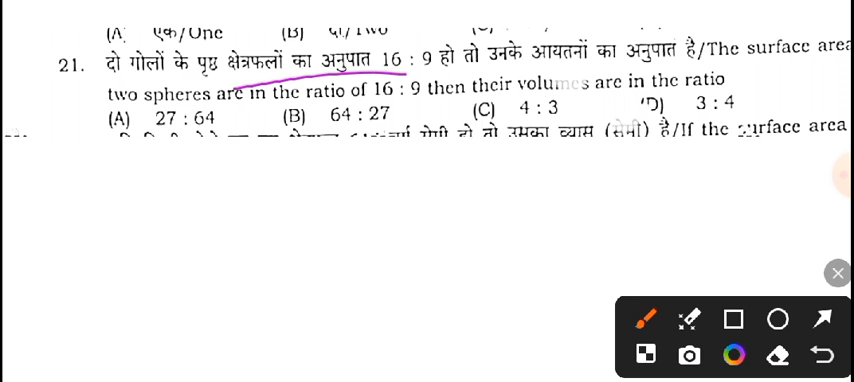 (A) एक/One (B) दो/Two
21. दो गोलों के पृष्ठ क्षेत्रफलों का अनुपात 16 : 9 हो तो उनके आयतनों का अनुपात है/The surface area
two spheres are in the ratio of 16 : 9 then their volumes are in the ratio
(A) 27 : 64 (B) 64 : 27 (C) 4 : 3 (D) 3 : 4
हो तो उसका व्यास (सेमी) है/If the surface area